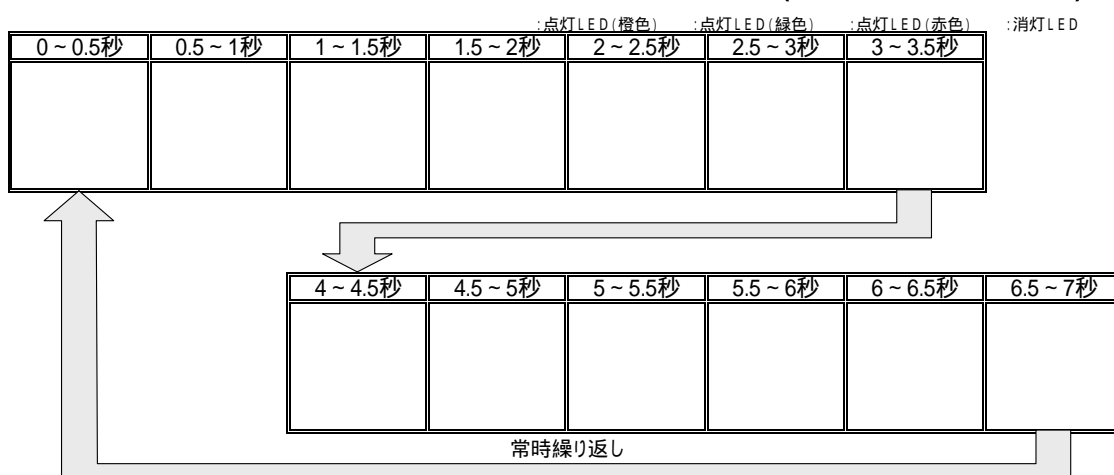 :点灯LED(橙色) :点灯LED(緑色) :点灯LED(赤色) :消灯LED
0~0.5秒 0.5~1秒 1~1.5秒 1.5~2秒 2~2.5秒 2.5~3秒 3~3.5秒
4~4.5秒 4.5~5秒 5~5.5秒 5.5~6秒 6~6.5秒 6.5~7秒
常時繰り返し